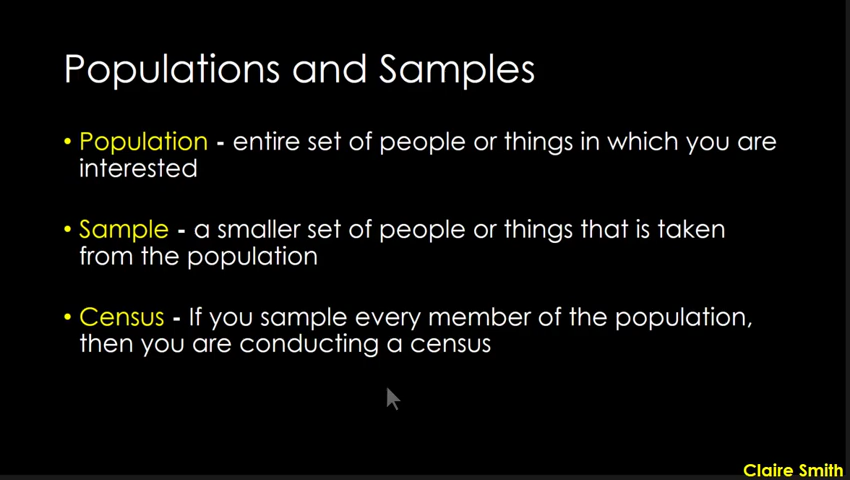 Populations and Samples
• Population - entire set of people or things in which you are
interested
• Sample - a smaller set of people or things that is taken
from the population
• Census - If you sample every member of the population,
then you are conducting a census
Claire Smith